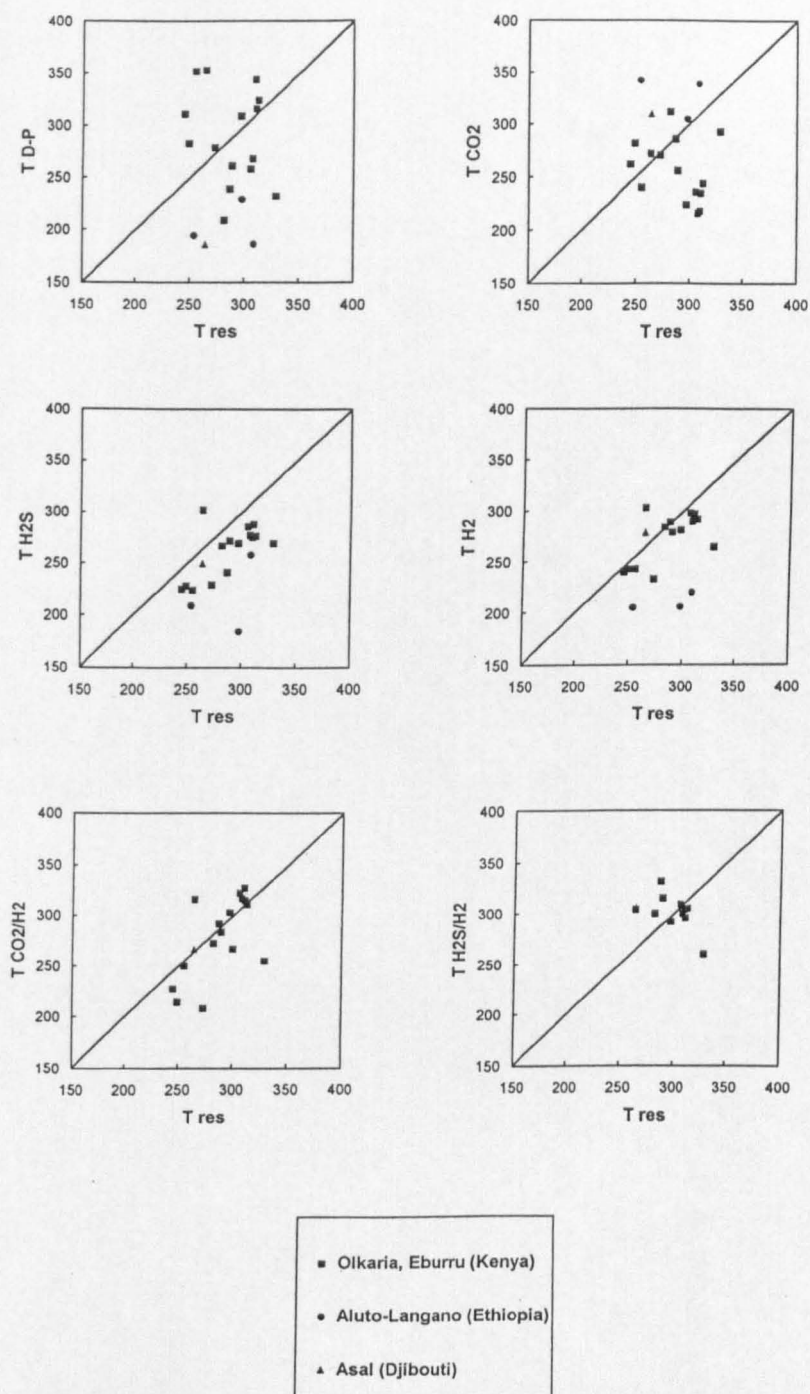 400
350
300
250
200
150
T D-P
150 200 250 300 350 400
T res
400
350
300
250
200
150
T CO2
150 200 250 300 350 400
T res
400
350
300
250
200
150
T H2S
150 200 250 300 350 400
T res
400
350
300
250
200
150
T H2
150 200 250 300 350 400
T res
400
350
300
250
200
150
T CO2/H2
150 200 250 300 350 400
T res
400
350
300
250
200
150
T H2S/H2
150 200 250 300 350 400
T res
Olkaria, Eburru (Kenya)
Aluto-Langano (Ethiopia)
Asal (Djibouti)